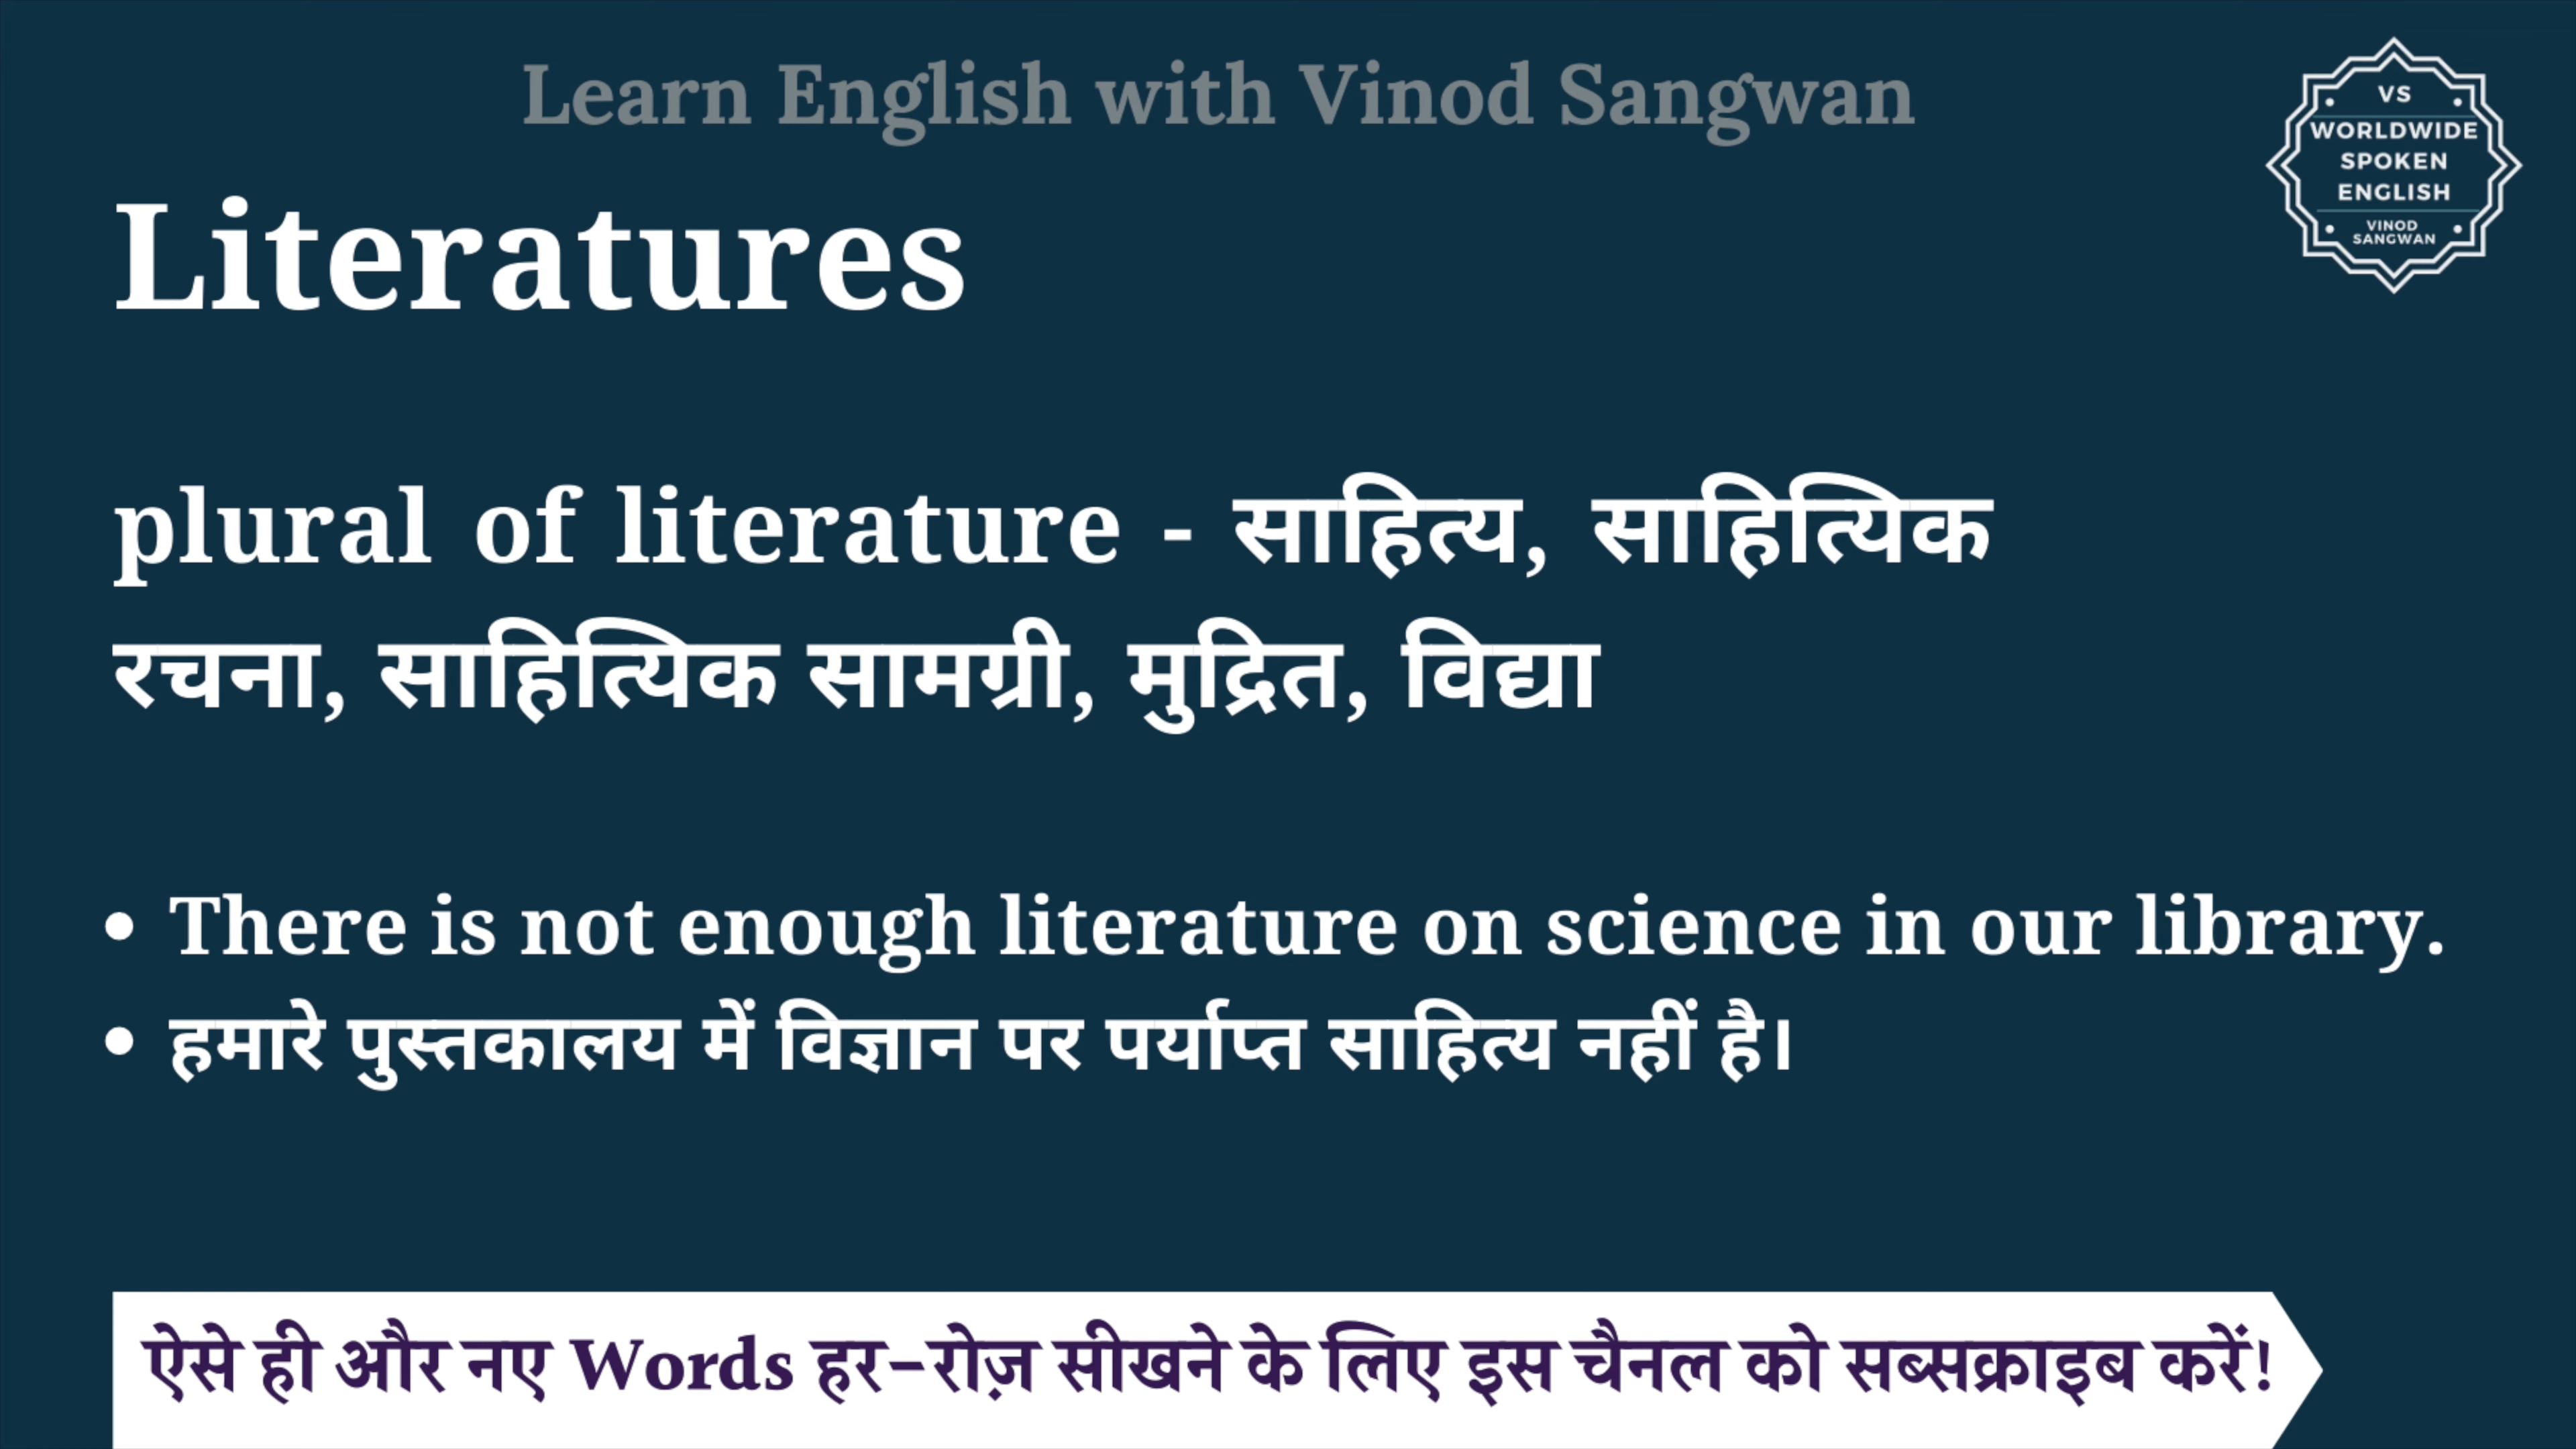 Learn English with Vinod Sangwan
VS
WORLDWIDE
SPOKEN
ENGLISH
VINOD
SANGWAN
Literatures
plural of literature - साहित्य, साहित्यिक
रचना, साहित्यिक सामग्री, मुद्रित, विद्या
• There is not enough literature on science in our library.
• हमारे पुस्तकालय में विज्ञान पर पर्याप्त साहित्य नहीं है।
ऐसे ही और नए Words हर-रोज़ सीखने के लिए इस चैनल को सब्सक्राइब करें!